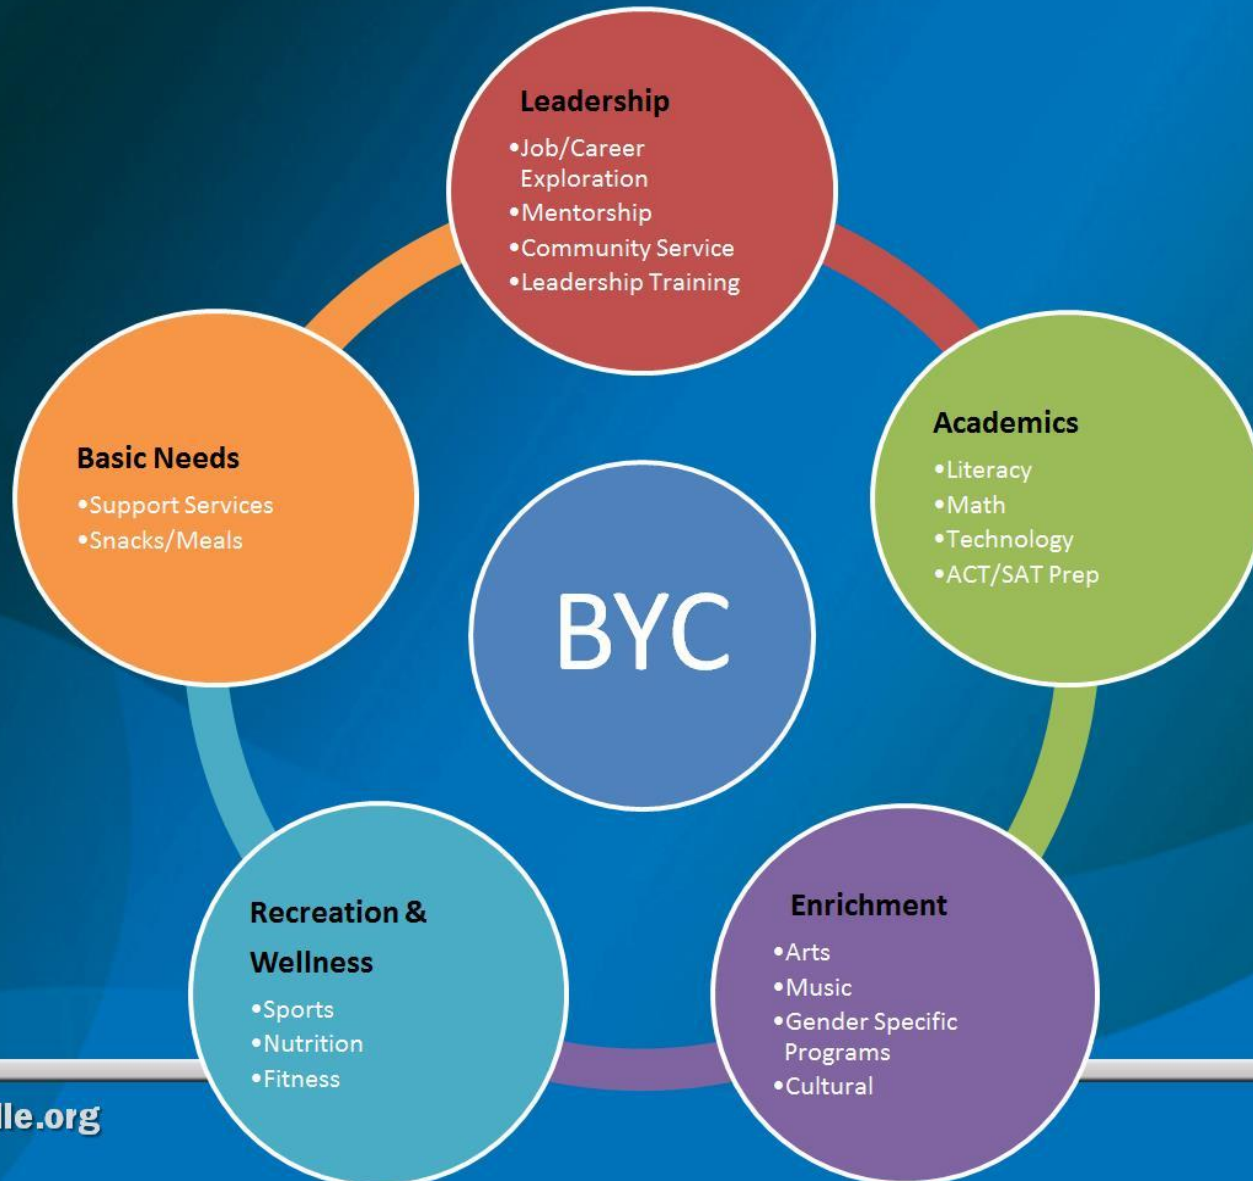 Leadership
•Job/Career
Exploration
•Mentorship
•Community Service
•Leadership Training
Academics
•Literacy
•Math
•Technology
•ACT/SAT Prep
Basic Needs
•Support Services
•Snacks/Meals
BYC
Enrichment
•Arts
•Music
•Gender Specific
Programs
•Cultural
Recreation &
Wellness
•Sports
•Nutrition
•Fitness
lle.org